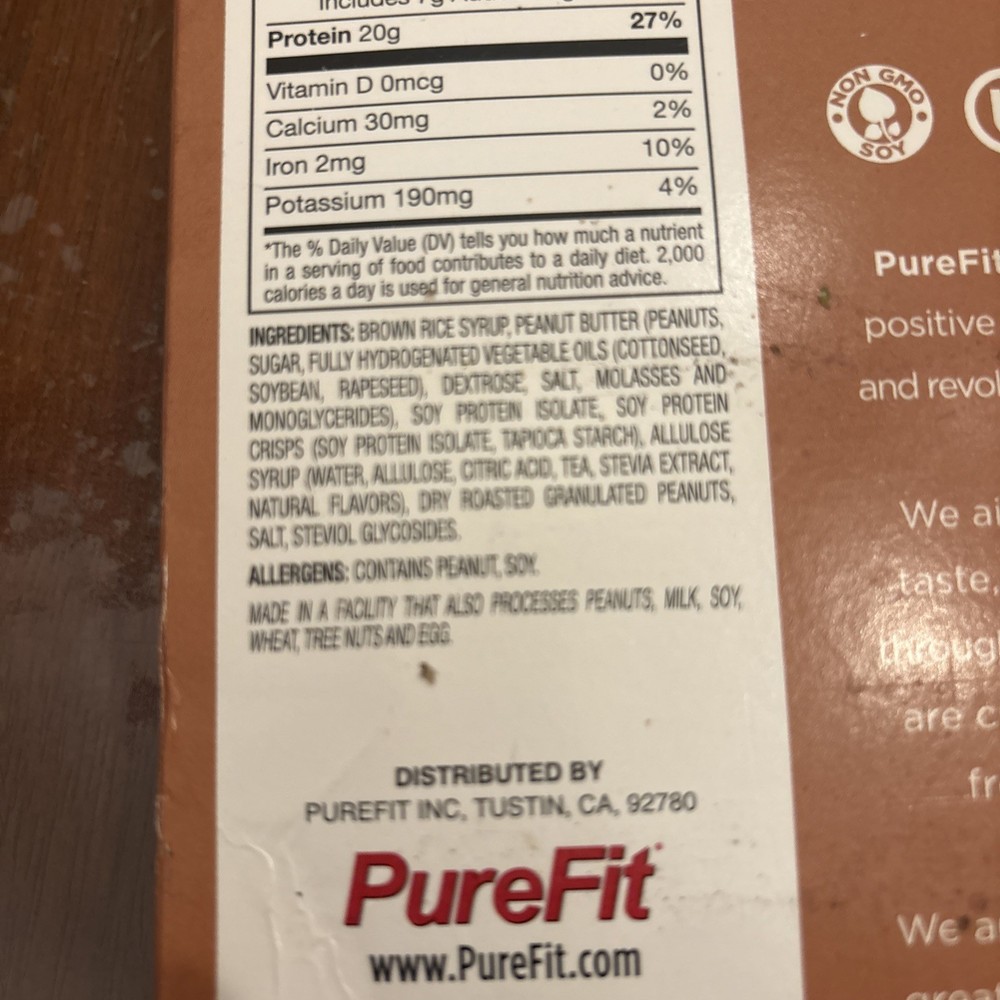 Protein 20g 27%
Vitamin D 0mcg 0%
Calcium 30mg 2%
Iron 2mg 10%
Potassium 190mg 4%
*The % Daily Value (DV) tells you how much a nutrient
in a serving of food contributes to a daily diet. 2,000
calories a day is used for general nutrition advice.
INGREDIENTS: BROWN RICE SYRUP, PEANUT BUTTER (PEANUTS,
SUGAR, FULLY HYDROGENATED VEGETABLE OILS (COTTONSEED,
SOYBEAN, RAPESEED), DEXTROSE, SALT, MOLASSES AND
MONOGLYCERIDES), SOY PROTEIN ISOLATE, SOY PROTEIN
CRISPS (SOY PROTEIN ISOLATE, TAPIOCA STARCH), ALLULOSE
SYRUP (WATER, ALLULOSE, CITRIC ACID, TEA, STEVIA EXTRACT,
NATURAL FLAVORS), DRY ROASTED GRANULATED PEANUTS,
SALT, STEVIOL GLYCOSIDES.
ALLERGENS: CONTAINS PEANUT, SOY.
MADE IN A FACILITY THAT ALSO PROCESSES PEANUTS, MILK, SOY,
WHEAT, TREE NUTS AND EGG.
DISTRIBUTED BY
PUREFIT INC, TUSTIN, CA, 92780
PureFit
www.PureFit.com
NON GMO
SOY
PureFit
positive
and revol
We ai
taste,
throug
are c
fr
We a